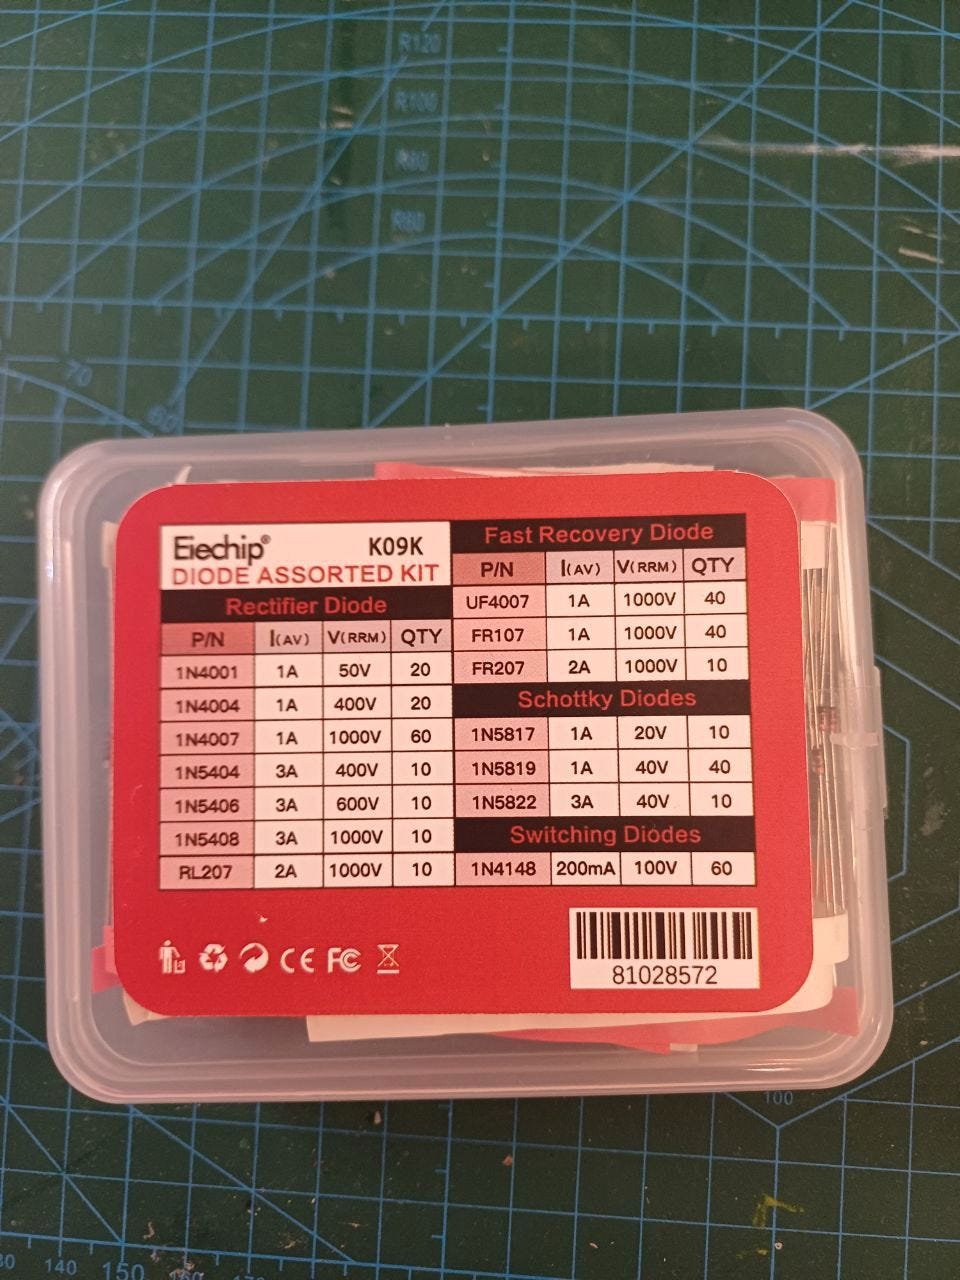 R120
R100
R80
R60
70
60
Eiechip® K09K
DIODE ASSORTED KIT
Rectifier Diode
P/N I(AV) V(RRM) QTY
1N4001 1A 50V 20
1N4004 1A 400V 20
1N4007 1A 1000V 60
1N5404 3A 400V 10
1N5406 3A 600V 10
1N5408 3A 1000V 10
RL207 2A 1000V 10
Fast Recovery Diode
P/N I(AV) V(RRM) QTY
UF4007 1A 1000V 40
FR107 1A 1000V 40
FR207 2A 1000V 10
Schottky Diodes
1N5817 1A 20V 10
1N5819 1A 40V 40
1N5822 3A 40V 10
Switching Diodes
1N4148 200mA 100V 60
CE FC
81028572
100
140 150